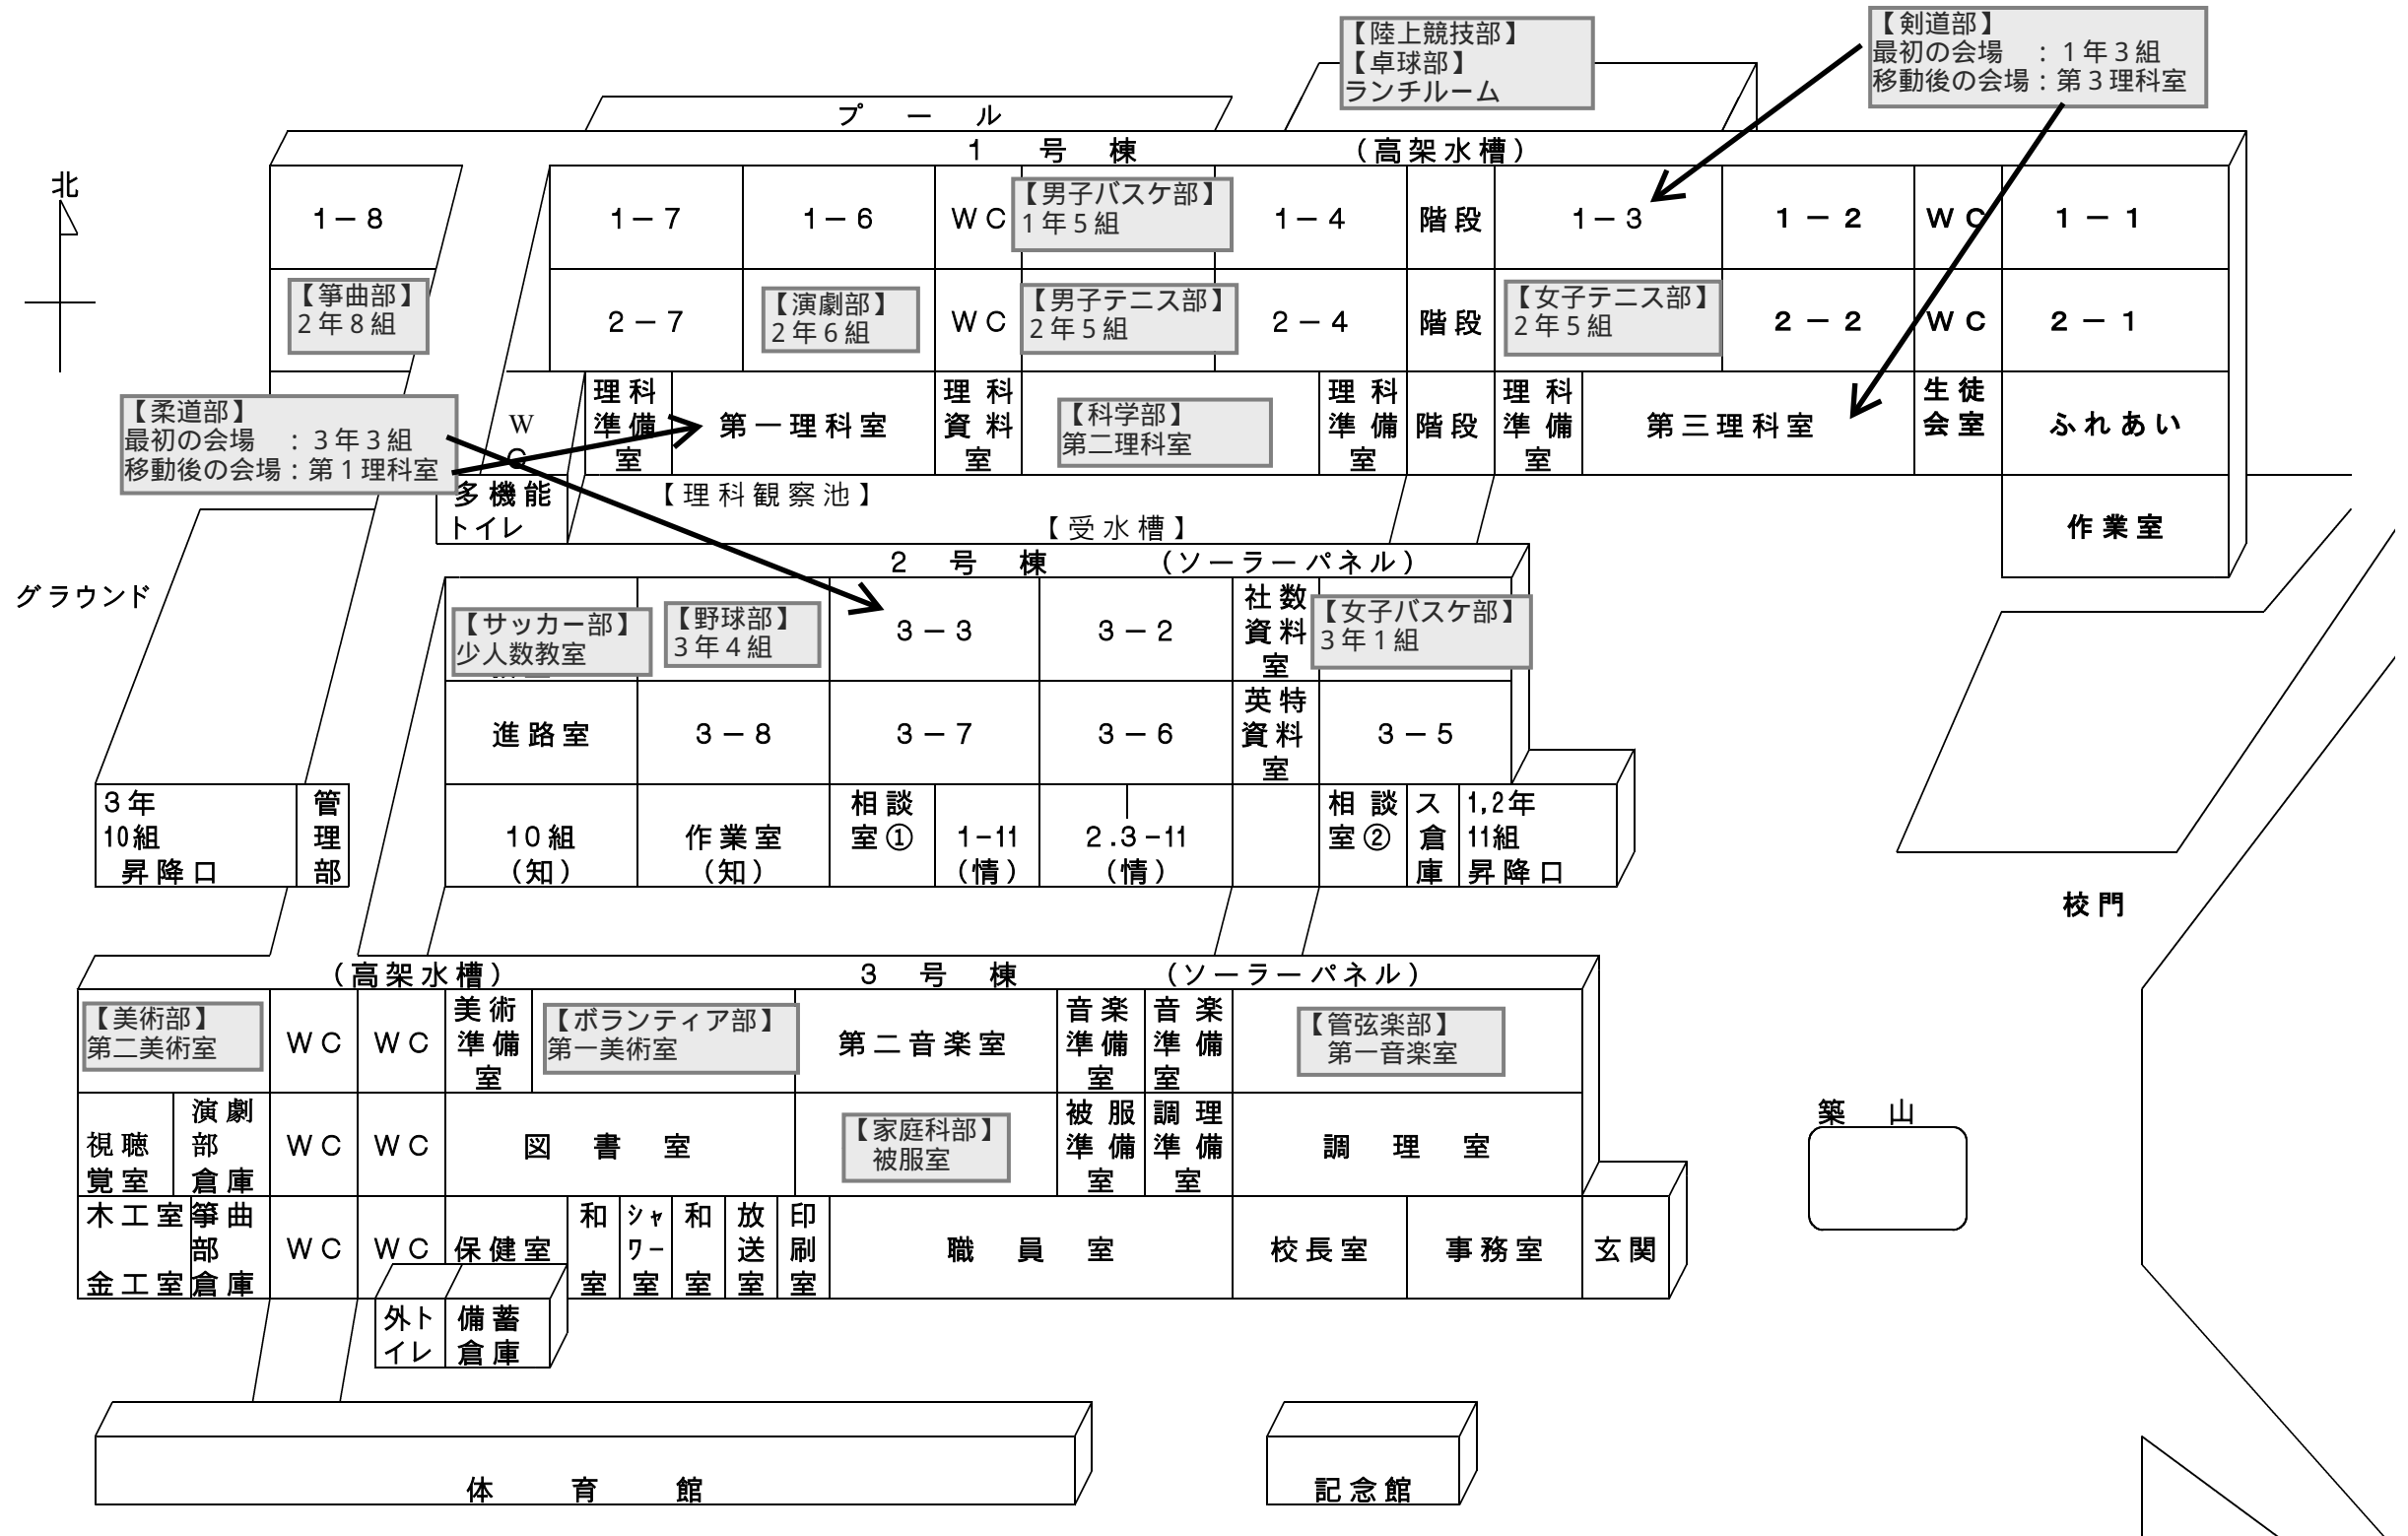 【陸上競技部】
【卓球部】
ランチルーム
【剣道部】
最初の会場　：１年３組
移動後の会場：第３理科室
プール
１号棟　（高架水槽）
北
１－８
１－７
１－６
ＷＣ
【男子バスケ部】
１年５組
１－４
階段
１－３
１－２
ＷＣ
１－１
【箏曲部】
２年８組
２－７
【演劇部】
２年６組
ＷＣ
【男子テニス部】
２年５組
２－４
階段
【女子テニス部】
２年５組
２－２
ＷＣ
２－１
【柔道部】
最初の会場　：３年３組
移動後の会場：第１理科室
Ｗ
Ｃ
理科
準備
室
第一理科室
理科
資料
室
【科学部】
第二理科室
理科
準備
室
階段
理科
準備
室
第三理科室
生徒
会室
ふれあい
多機能
トイレ
【理科観察池】
【受水槽】
作業室
２号棟　（ソーラーパネル）
グラウンド
【サッカー部】
少人数教室
【野球部】
３年４組
３－３
３－２
社数
資料
室
【女子バスケ部】
３年１組
進路室
３－８
３－７
３－６
英特
資料
室
３－５
３年
10組
昇降口
管
理
部
１０組
（知）
作業室
（知）
相談
室①
1－11
（情）
２.３－11
（情）
相談
室②
ス
倉
庫
1,2年
11組
昇降口
校門
（高架水槽）　３号棟　（ソーラーパネル）
【美術部】
第二美術室
ＷＣ
ＷＣ
美術
準備
室
【ボランティア部】
第一美術室
第二音楽室
音楽
準備
室
音楽
準備
室
【管弦楽部】
第一音楽室
視聴
覚室
演劇
部
倉庫
ＷＣ
ＷＣ
図書室
【家庭科部】
被服室
被服
準備
室
調理
準備
室
調理室
築山
木工室
金工室
箏曲
部
倉庫
ＷＣ
ＷＣ
保健室
和
室
シャ
ワー
室
和
室
放
送
室
印
刷
室
職員室
校長室
事務室
玄関
外ト
イレ
備蓄
倉庫
体育館
記念館